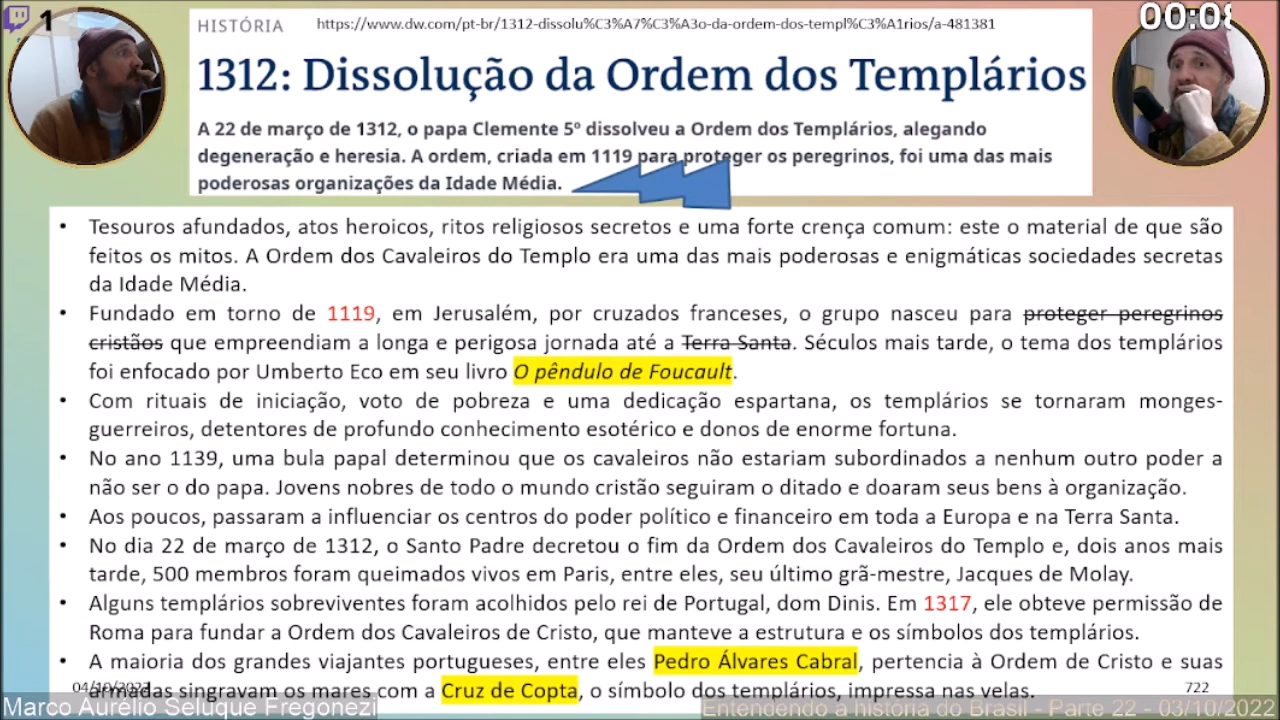 1
00:08
HISTÓRIA https://www.dw.com/pt-br/1312-dissolu%C3%A7%C3%A3o-da-ordem-dos-templ%C3%A1rios/a-481381
1312: Dissolução da Ordem dos Templários
A 22 de março de 1312, o papa Clemente 5º dissolveu a Ordem dos Templários, alegando
degeneração e heresia. A ordem, criada em 1119 para proteger os peregrinos, foi uma das mais
poderosas organizações da Idade Média.
• Tesouros afundados, atos heroicos, ritos religiosos secretos e uma forte crença comum: este o material de que são
feitos os mitos. A Ordem dos Cavaleiros do Templo era uma das mais poderosas e enigmáticas sociedades secretas
da Idade Média.
• Fundado em torno de 1119, em Jerusalém, por cruzados franceses, o grupo nasceu para proteger peregrinos
cristãos que empreendiam a longa e perigosa jornada até a Terra Santa. Séculos mais tarde, o tema dos templários
foi enfocado por Umberto Eco em seu livro O pêndulo de Foucault.
• Com rituais de iniciação, voto de pobreza e uma dedicação espartana, os templários se tornaram monges-
guerreiros, detentores de profundo conhecimento esotérico e donos de enorme fortuna.
• No ano 1139, uma bula papal determinou que os cavaleiros não estariam subordinados a nenhum outro poder a
não ser o do papa. Jovens nobres de todo o mundo cristão seguiram o ditado e doaram seus bens à organização.
• Aos poucos, passaram a influenciar os centros do poder político e financeiro em toda a Europa e na Terra Santa.
• No dia 22 de março de 1312, o Santo Padre decretou o fim da Ordem dos Cavaleiros do Templo e, dois anos mais
tarde, 500 membros foram queimados vivos em Paris, entre eles, seu último grã-mestre, Jacques de Molay.
• Alguns templários sobreviventes foram acolhidos pelo rei de Portugal, dom Dinis. Em 1317, ele obteve permissão de
Roma para fundar a Ordem dos Cavaleiros de Cristo, que manteve a estrutura e os símbolos dos templários.
• A maioria dos grandes viajantes portugueses, entre eles Pedro Álvares Cabral, pertencia à Ordem de Cristo e suas
armadas singravam os mares com a Cruz de Copta, o símbolo dos templários, impressa nas velas.
04/10/2022 722
Marco Aurélio Seluque Fregonezi Entendendo a história do Brasil - Parte 22 - 03/10/2022